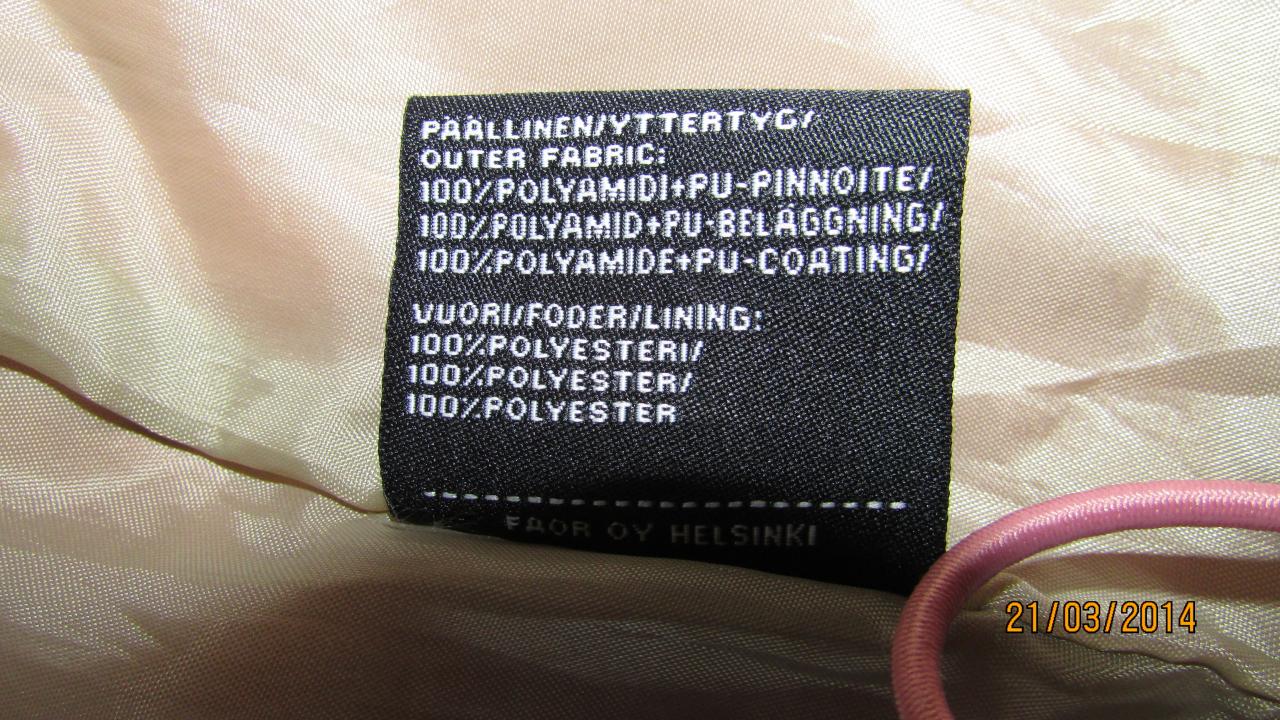 PÄÄLLINEN/YTTERTYG/
OUTER FABRIC:
100%POLYAMIDI+PU-PINNOITE/
100%POLYAMID+PU-BELÄGGNING/
100%POLYAMIDE+PU-COATING/
VUORI/FODER/LINING:
100%POLYESTERI/
100%POLYESTER/
100%POLYESTER
FAOR OY HELSINKI
21/03/2014